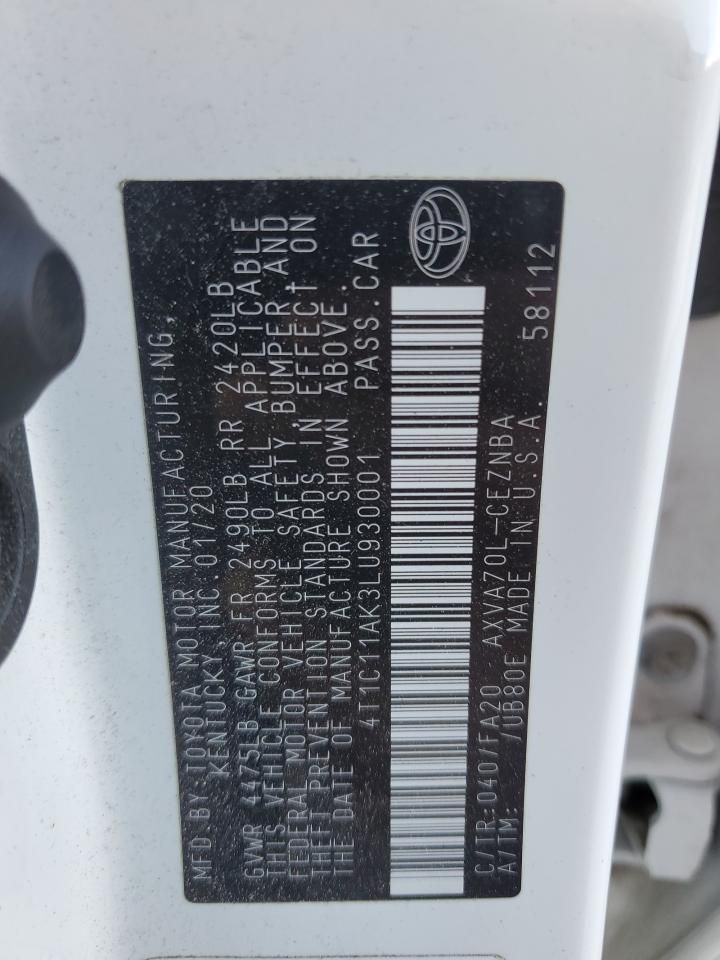 MFD.BY: TOYOTA MOTOR MANUFACTURING,
KENTUCKY, INC.01/20
GVWR 4475LB GAWR FR 2490LB RR 2420LB
THIS VEHICLE CONFORMS TO ALL APPLICABLE
FEDERAL MOTOR VEHICLE SAFETY, BUMPER, AND
THEFT PREVENTION STANDARDS IN EFFECT ON
THE DATE OF MANUFACTURE SHOWN ABOVE.
4T1C11AK3LU930001 PASS.CAR
C/TR:040/FA20 AXVA70L-CEZNBA
A/TM: /UB80E MADE IN U.S.A. 58112